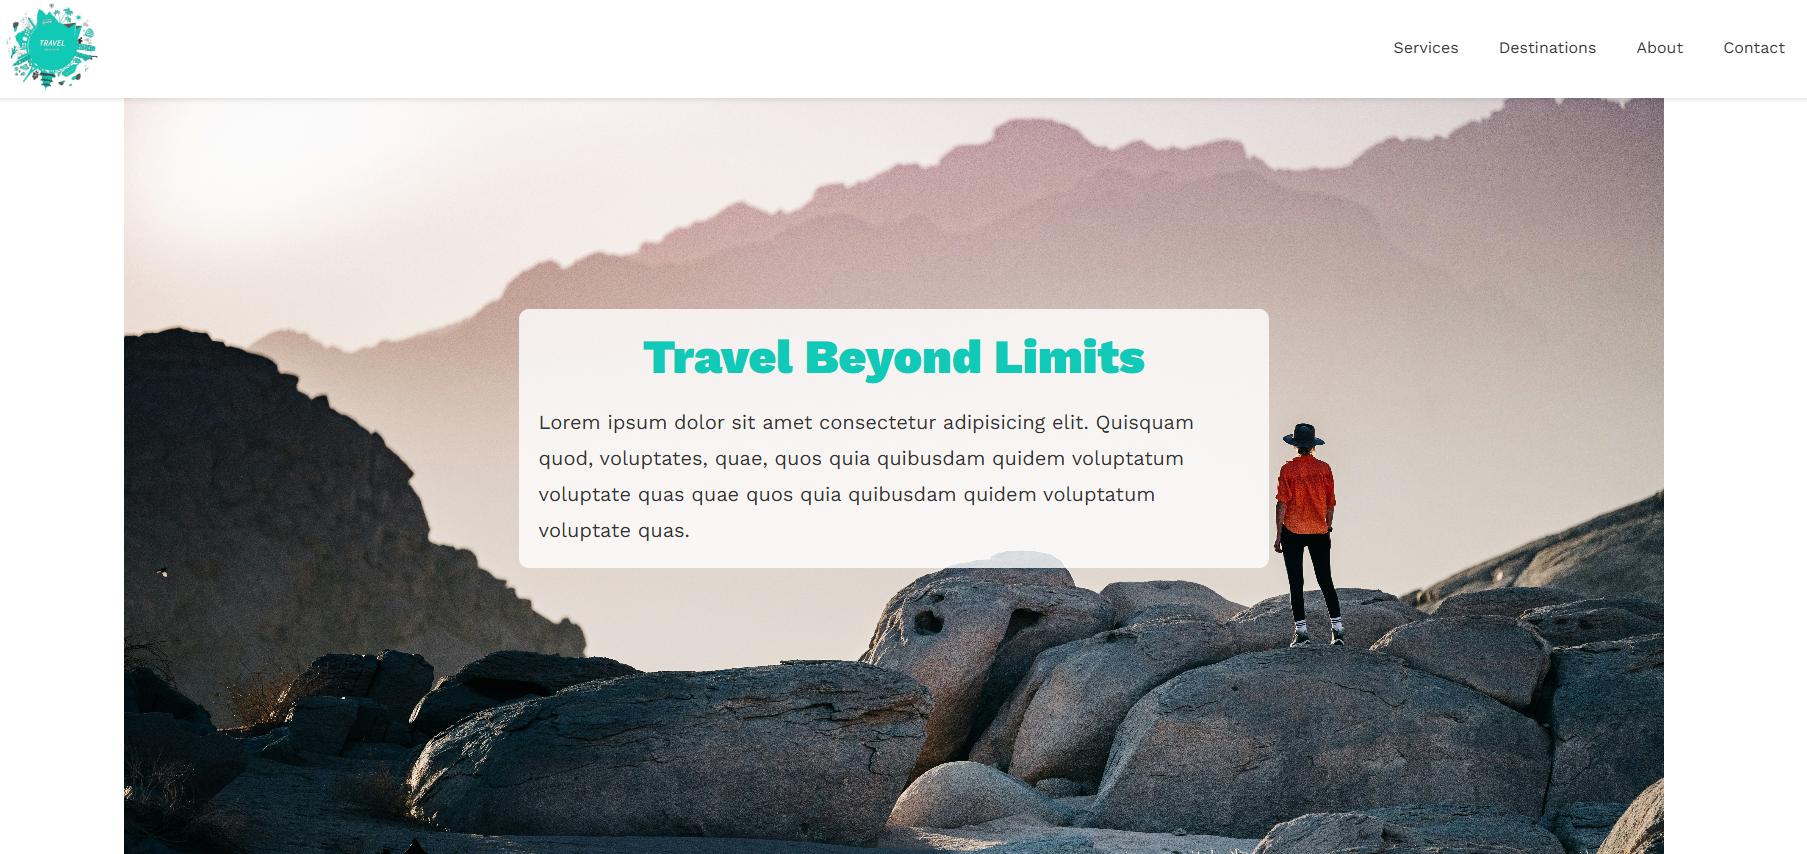 TRAVEL
Services Destinations About Contact
Travel Beyond Limits
Lorem ipsum dolor sit amet consectetur adipisicing elit. Quisquam
quod, voluptates, quae, quos quia quibusdam quidem voluptatum
voluptate quas quae quos quia quibusdam quidem voluptatum
voluptate quas.